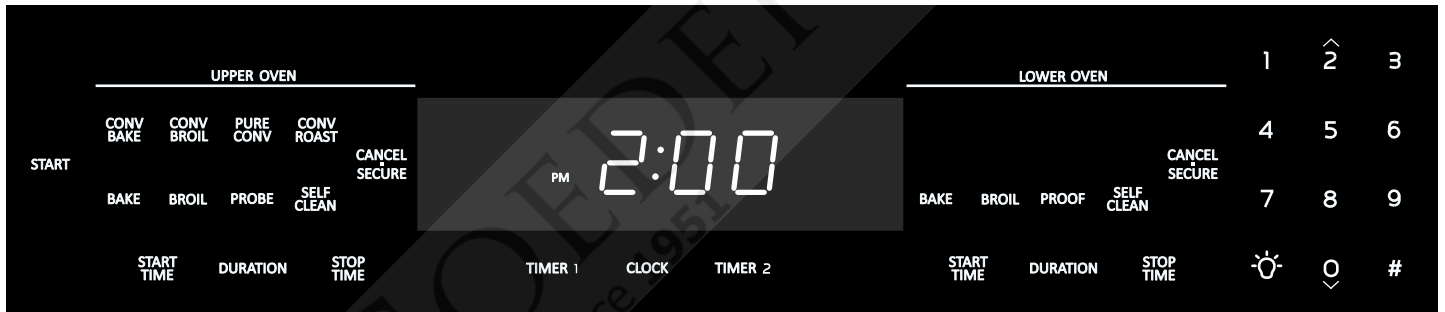 UPPER OVEN
CONV BAKE
CONV BROIL
PURE CONV
CONV ROAST
START
CANCEL
SECURE
BAKE
BROIL
PROBE
SELF CLEAN
START TIME
DURATION
STOP TIME
PM 2:00
TIMER 1
CLOCK
TIMER 2
LOWER OVEN
CANCEL
SECURE
BAKE
BROIL
PROOF
SELF CLEAN
START TIME
DURATION
STOP TIME
1 2 3
4 5 6
7 8 9
0 #
1951